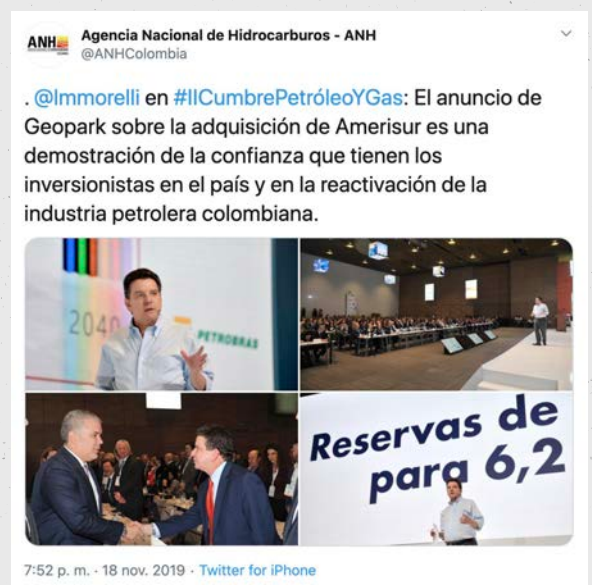 ANH
Agencia Nacional de Hidrocarburos - ANH
@ANHColombia
. @lmmorelli en #IICumbrePetróleoYGas: El anuncio de
Geopark sobre la adquisición de Amerisur es una
demostración de la confianza que tienen los
inversionistas en el país y en la reactivación de la
industria petrolera colombiana.
2040
PETROBRAS
Reservas de
para 6,2
7:52 p. m. · 18 nov. 2019 · Twitter for iPhone